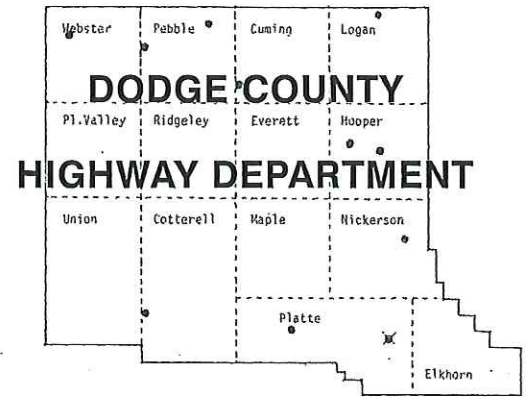 Webster Pebble Cuming Logan
DODGE COUNTY
Pl.Valley Ridgeley Everett Hooper
HIGHWAY DEPARTMENT
Union Cotterell Maple Nickerson
Platte
Elkhorn